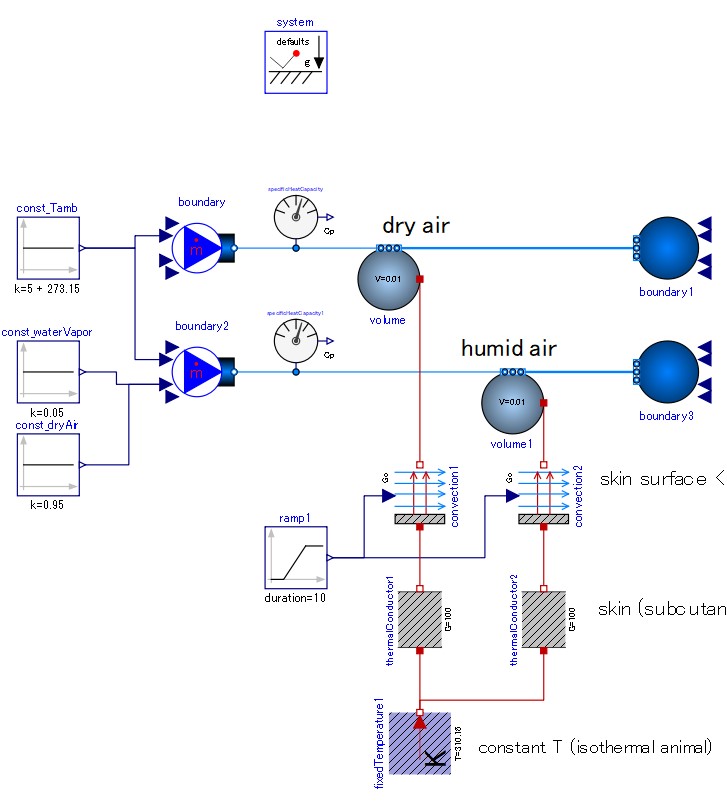 system
defaults
g
specificHeatCapacity
const_Tamb
boundary
Cp
dry air
ṁ
k=5 + 273.15
V=0.01
boundary1
volume
const_waterVapor
boundary2
specificHeatCapacity1
Cp
humid air
ṁ
k=0.05
V=0.01
boundary3
const_dryAir
volume1
k=0.95
Gc
convection1
Gc
convection2
skin surface <
ramp1
duration=10
thermalConductor1
G=100
thermalConductor2
G=100
skin (subcutan
fixedTemperature1
K
T=310.15
constant T (isothermal animal)